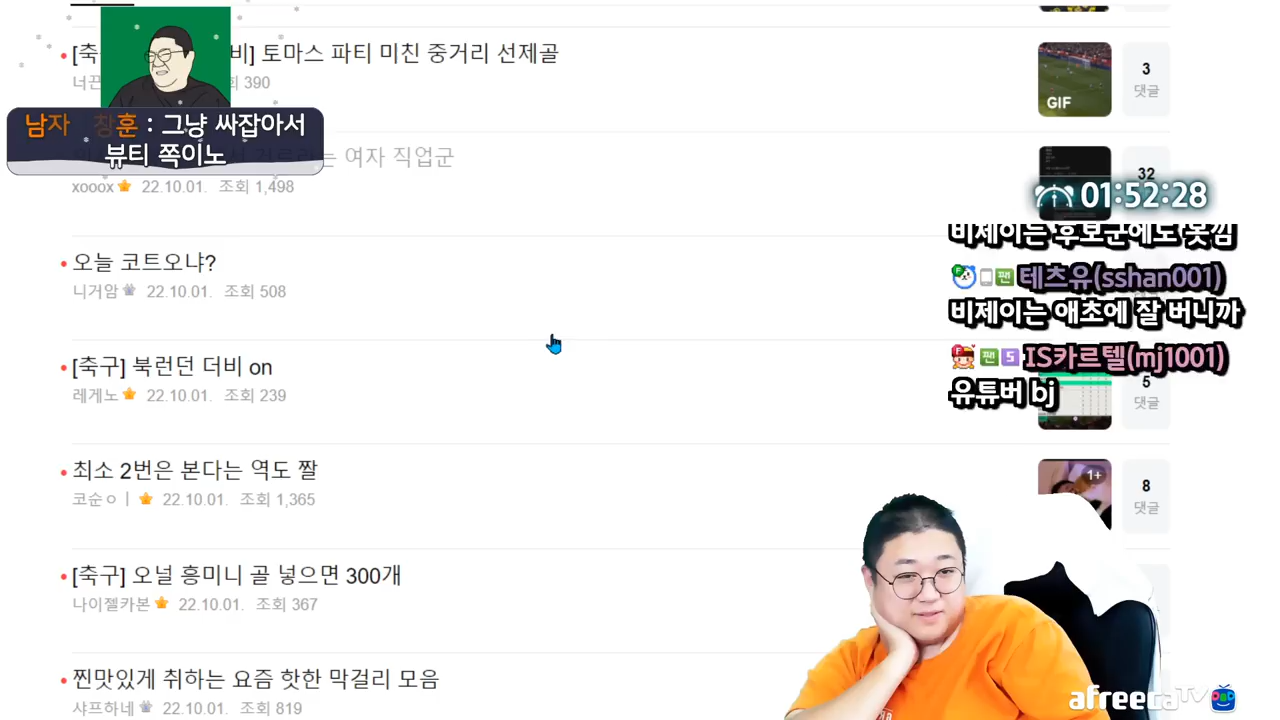 [축
비] 토마스 파티 미친 중거리 선제골
너끈
회 390
GIF
3
댓글
남자 창훈 : 그냥 싸잡아서
뷰티 쪽이노
는 여자 직업군
xooox 22.10.01. 조회 1,498
32
01:52:28
비제이는 후보군에도 못낌
오늘 코트오냐?
니거암 22.10.01. 조회 508
테츠유(sshan001)
비제이는 애초에 잘 버니까
[축구] 북런던 더비 on
레게노 22.10.01. 조회 239
IS카르텔(mj1001)
유튜버 bj
5
댓글
최소 2번은 본다는 역도 짤
코순ㅇㅣ 22.10.01. 조회 1,365
1+
8
댓글
[축구] 오널 흥미니 골 넣으면 300개
나이젤카본 22.10.01. 조회 367
찐맛있게 취하는 요즘 핫한 막걸리 모음
샤프하네 22.10.01. 조회 819
afreecaTV